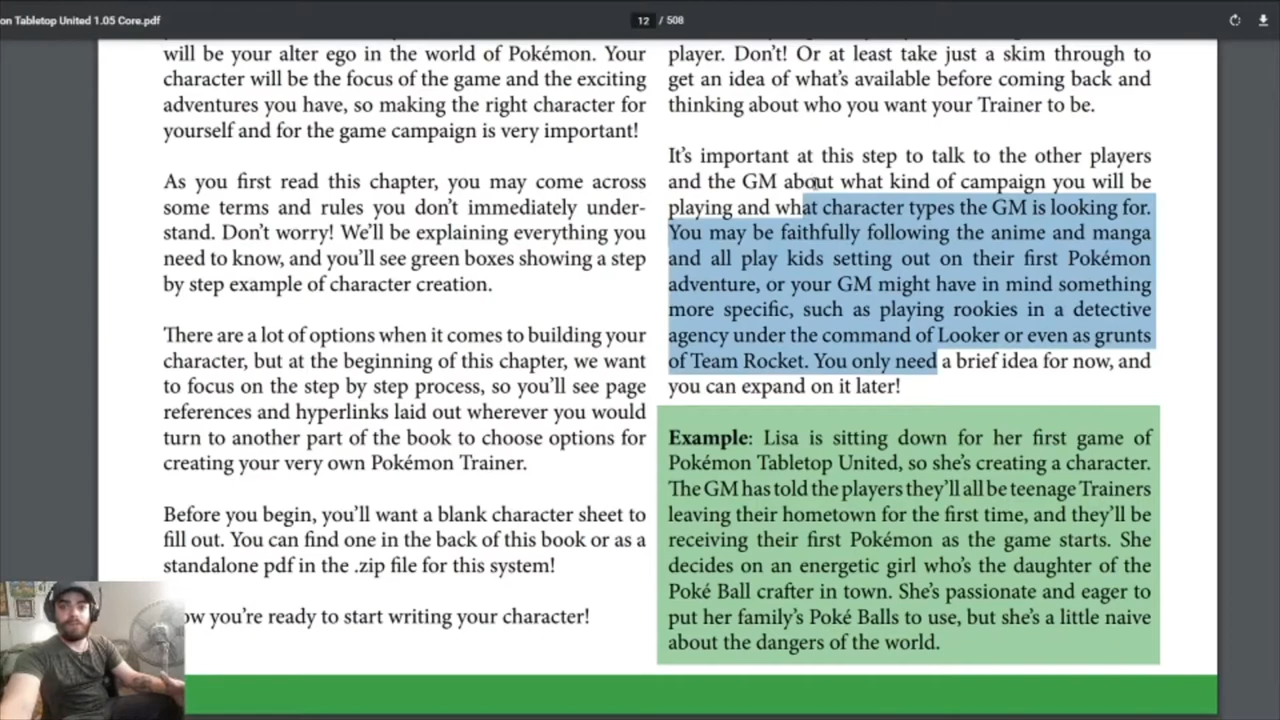 on Tabletop United 1.05 Core.pdf
12 / 508
will be your alter ego in the world of Pokémon. Your
character will be the focus of the game and the exciting
adventures you have, so making the right character for
yourself and for the game campaign is very important!
As you first read this chapter, you may come across
some terms and rules you don't immediately under-
stand. Don't worry! We'll be explaining everything you
need to know, and you'll see green boxes showing a step
by step example of character creation.
There are a lot of options when it comes to building your
character, but at the beginning of this chapter, we want
to focus on the step by step process, so you'll see page
references and hyperlinks laid out wherever you would
turn to another part of the book to choose options for
creating your very own Pokémon Trainer.
Before you begin, you'll want a blank character sheet to
fill out. You can find one in the back of this book or as a
standalone pdf in the .zip file for this system!
ow you're ready to start writing your character!
player. Don't! Or at least take just a skim through to
get an idea of what's available before coming back and
thinking about who you want your Trainer to be.
It's important at this step to talk to the other players
and the GM about what kind of campaign you will be
playing and what character types the GM is looking for.
You may be faithfully following the anime and manga
and all play kids setting out on their first Pokémon
adventure, or your GM might have in mind something
more specific, such as playing rookies in a detective
agency under the command of Looker or even as grunts
of Team Rocket. You only need a brief idea for now, and
you can expand on it later!
Example: Lisa is sitting down for her first game of
Pokémon Tabletop United, so she's creating a character.
The GM has told the players they'll all be teenage Trainers
leaving their hometown for the first time, and they'll be
receiving their first Pokémon as the game starts. She
decides on an energetic girl who's the daughter of the
Poké Ball crafter in town. She's passionate and eager to
put her family's Poké Balls to use, but she's a little naive
about the dangers of the world.